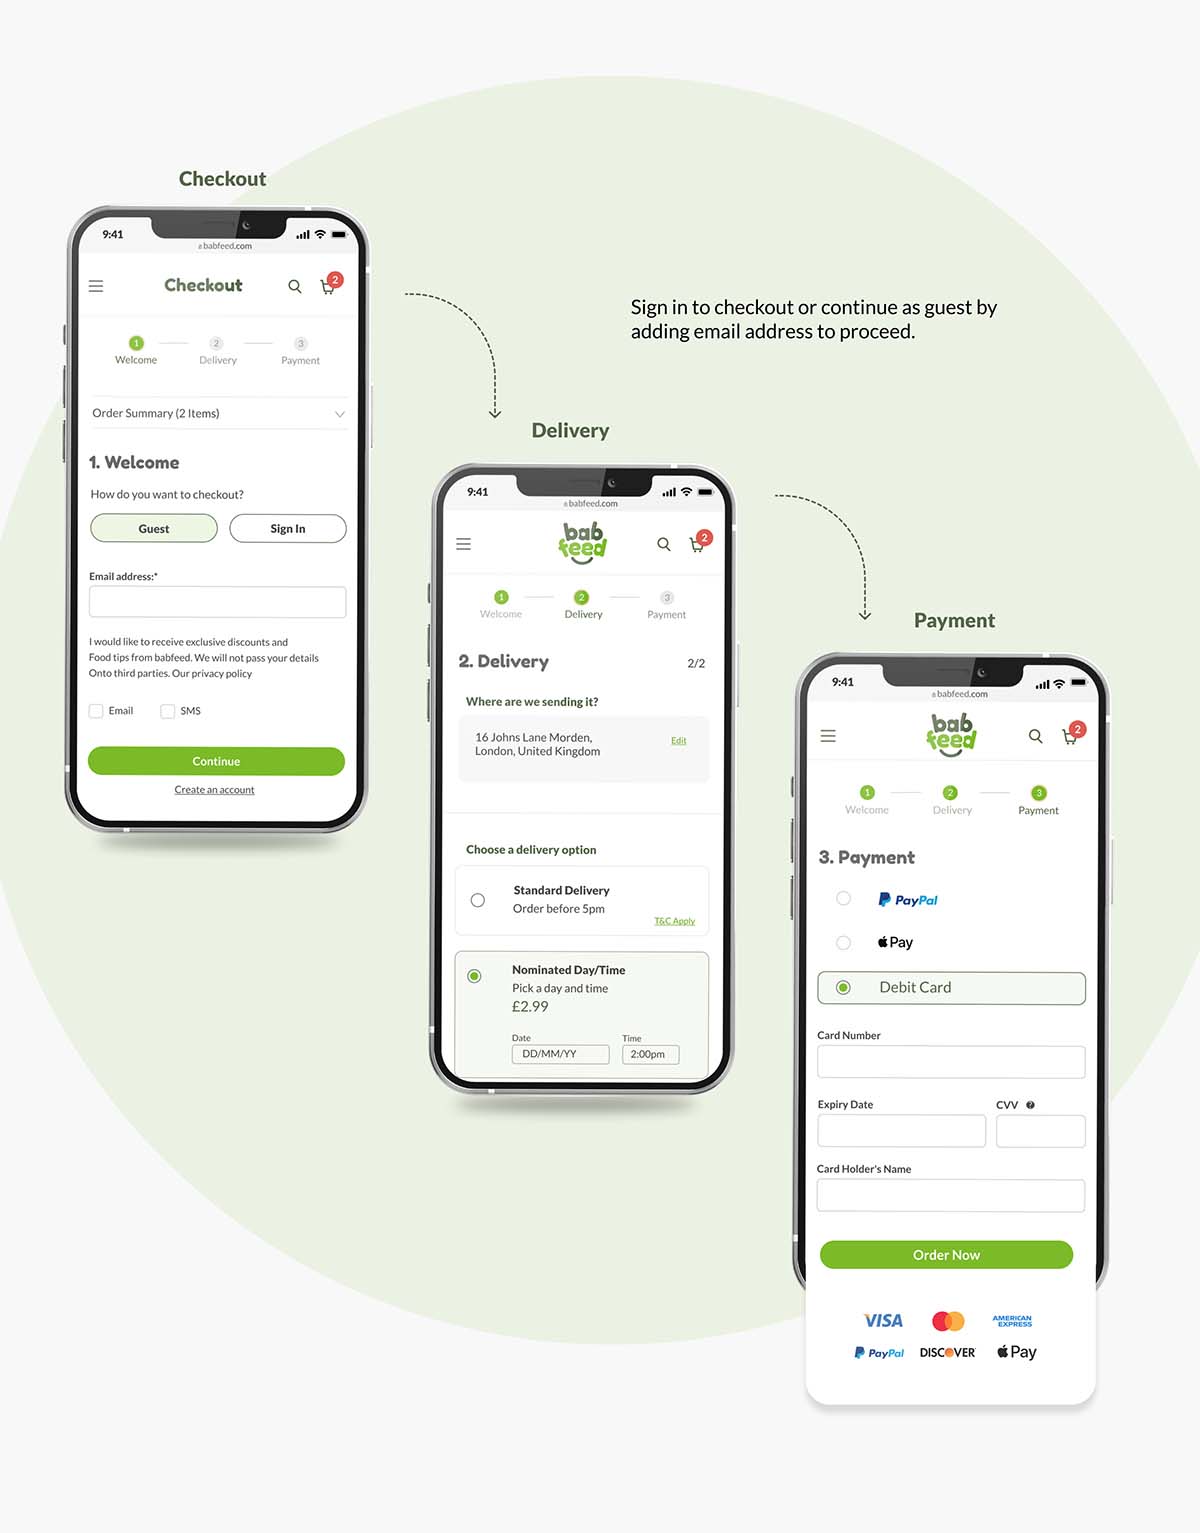 Checkout
9:41
babfeed.com
Checkout
2
1
2
3
Welcome
Delivery
Payment
Order Summary (2 Items)
1. Welcome
How do you want to checkout?
Guest
Sign In
Email address:*
I would like to receive exclusive discounts and
Food tips from babfeed. We will not pass your details
Onto third parties. Our privacy policy
Email
SMS
Continue
Create an account
Sign in to checkout or continue as guest by
adding email address to proceed.
Delivery
9:41
babfeed.com
bab
feed
2
1
2
3
Welcome
Delivery
Payment
2. Delivery
2/2
Where are we sending it?
16 Johns Lane Morden,
London, United Kingdom
Edit
Choose a delivery option
Standard Delivery
Order before 5pm
T&C Apply
Nominated Day/Time
Pick a day and time
£2.99
Date
Time
DD/MM/YY
2:00pm
Payment
9:41
babfeed.com
bab
feed
2
1
2
3
Welcome
Delivery
Payment
3. Payment
PayPal
Pay
Debit Card
Card Number
Expiry Date
CVV ?
Card Holder's Name
Order Now
VISA
AMERICAN
EXPRESS
PayPal
DISCOVER
Pay